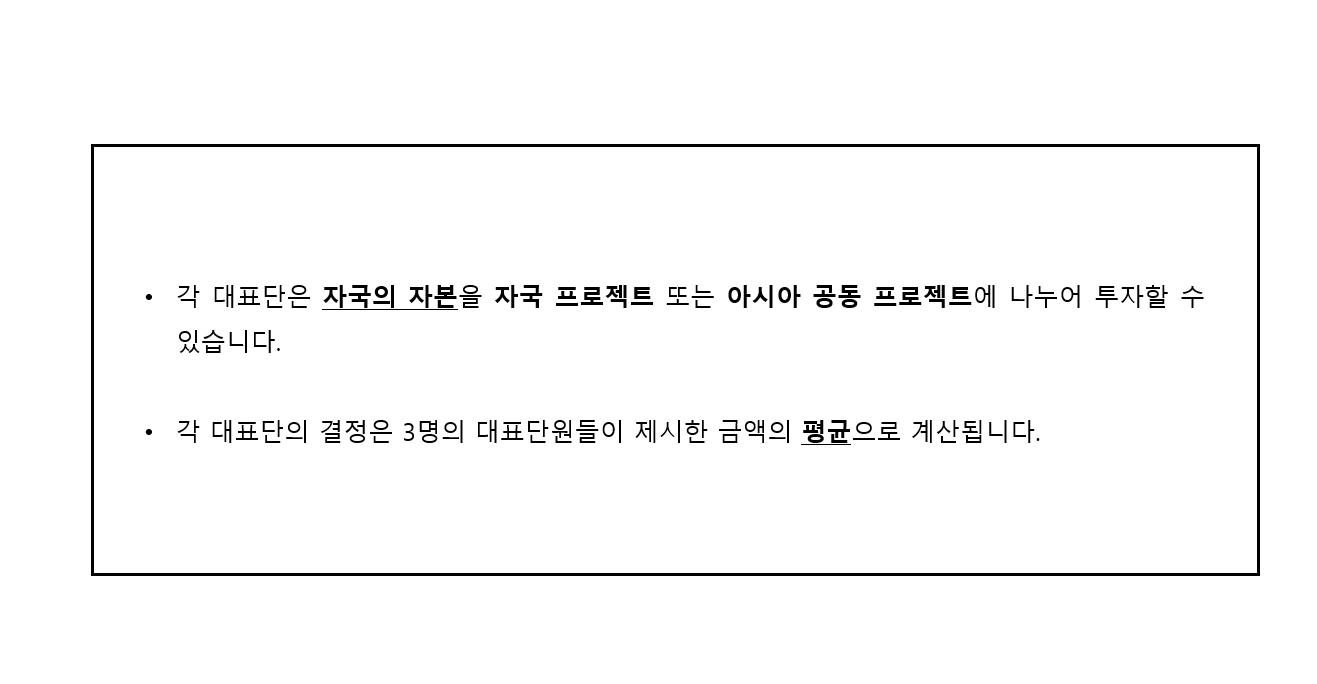 • 각 대표단은 자국의 자본을 자국 프로젝트 또는 아시아 공동 프로젝트에 나누어 투자할 수
있습니다.
• 각 대표단의 결정은 3명의 대표단원들이 제시한 금액의 평균으로 계산됩니다.